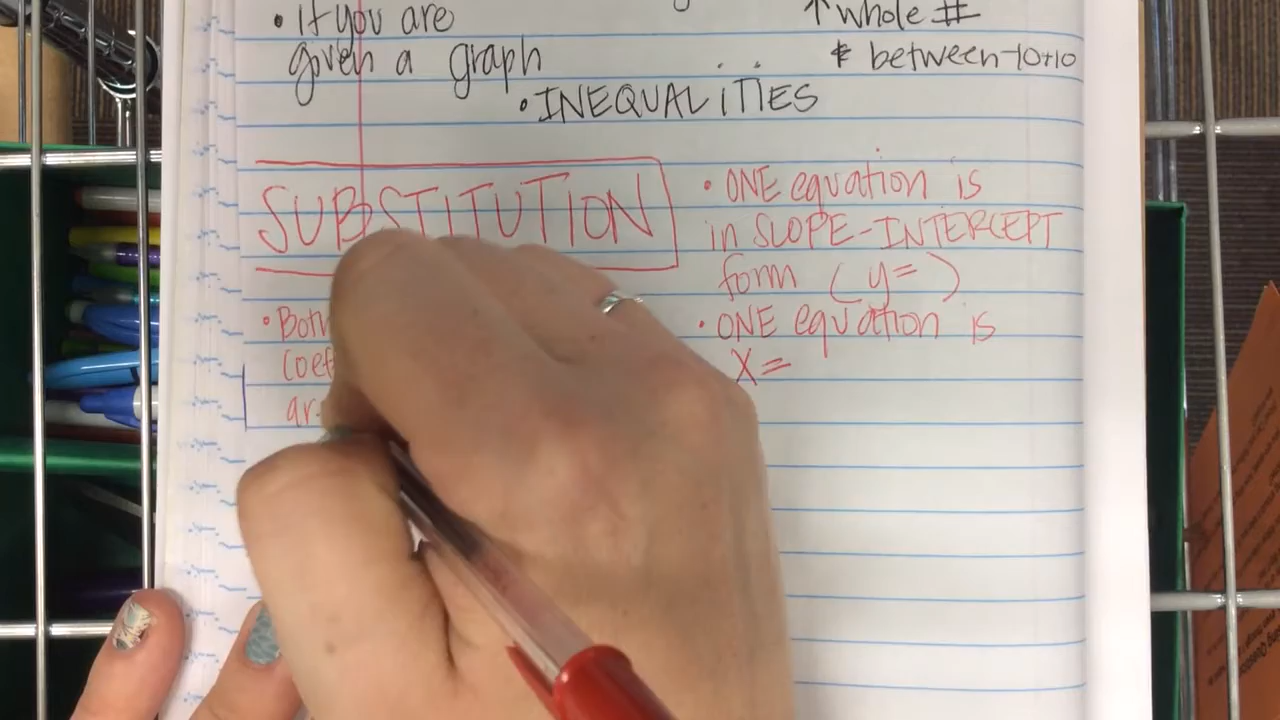 • If you are
given a graph
↑ whole #
* between -10 + 10
• INEQUALITIES
SUBSTITUTION
• ONE equation is
in SLOPE-INTERCEPT
form ( y= )
• ONE equation is
X=
• Both